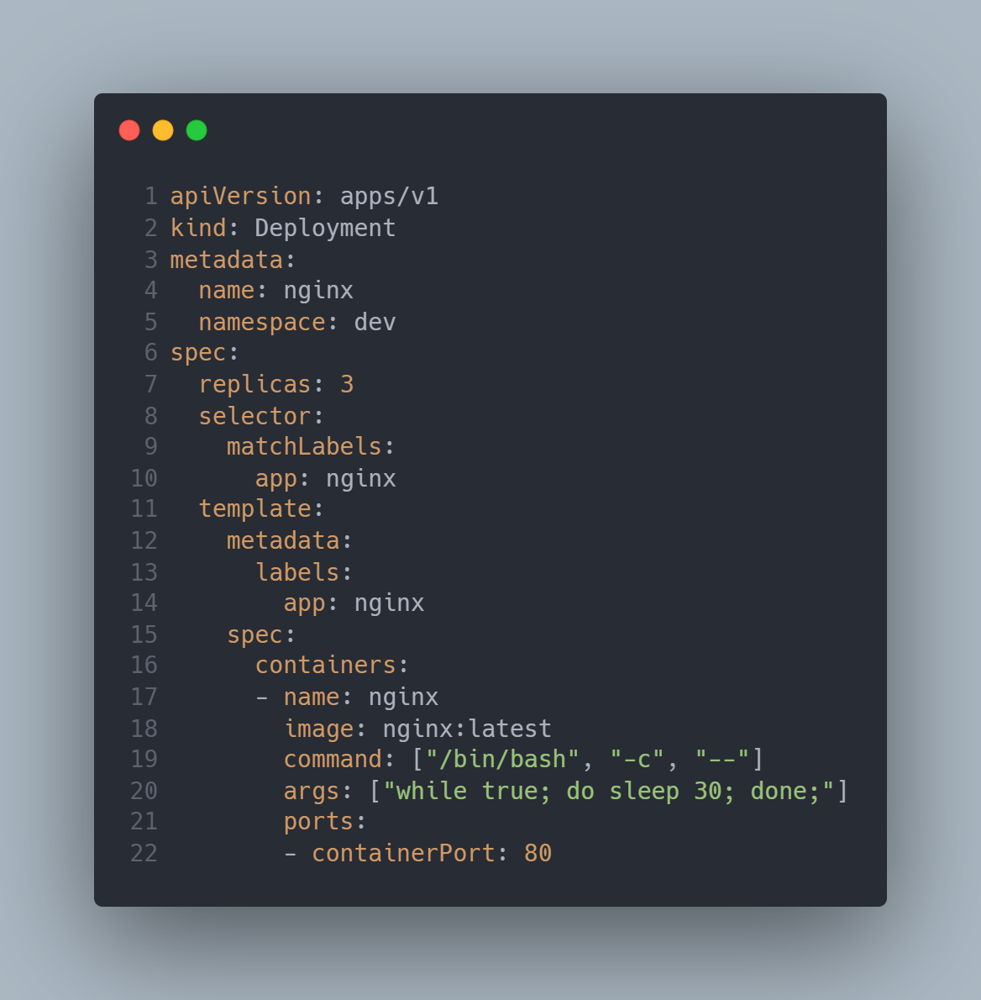 1 apiVersion: apps/v1
2 kind: Deployment
3 metadata:
4   name: nginx
5   namespace: dev
6 spec:
7   replicas: 3
8   selector:
9     matchLabels:
10       app: nginx
11   template:
12     metadata:
13       labels:
14         app: nginx
15     spec:
16       containers:
17       - name: nginx
18         image: nginx:latest
19         command: ["/bin/bash", "-c", "--"]
20         args: ["while true; do sleep 30; done;"]
21         ports:
22         - containerPort: 80